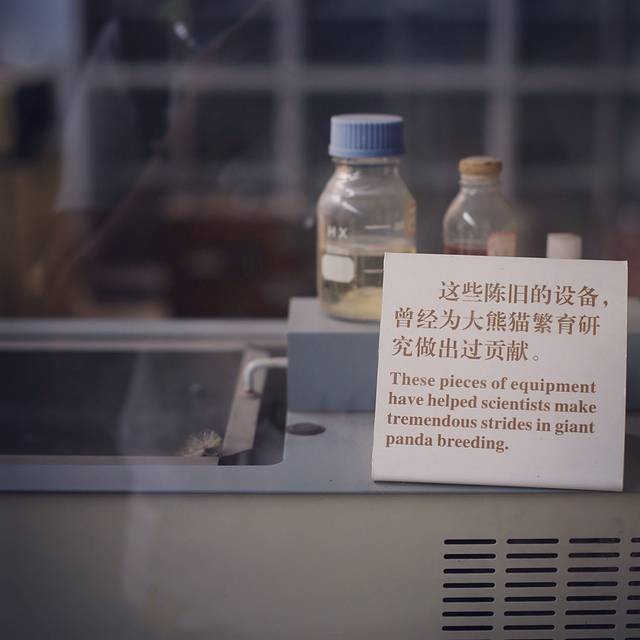 HX
这些陈旧的设备，
曾经为大熊猫繁育研
究做出过贡献。
These pieces of equipment
have helped scientists make
tremendous strides in giant
panda breeding.